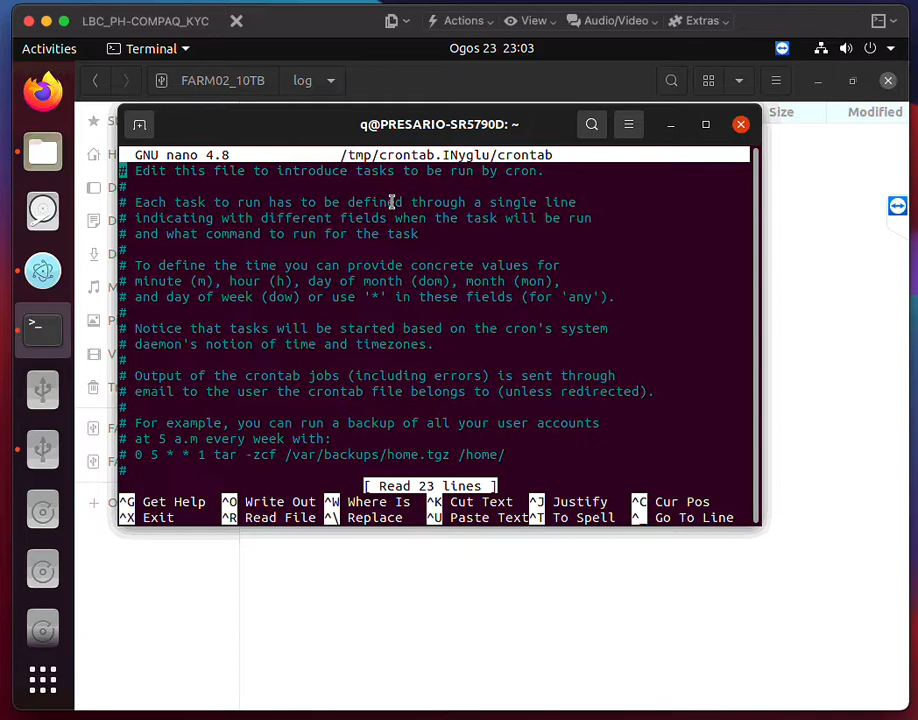 LBC_PH-COMPAQ_KYC
Actions
View
Audio/Video
Extras
Activities
Terminal
Ogos 23 23:03
FARM02_10TB
log
Size
Modified
q@PRESARIO-SR5790D: ~
GNU nano 4.8
/tmp/crontab.INyglu/crontab
# Edit this file to introduce tasks to be run by cron.
#
# Each task to run has to be defined through a single line
# indicating with different fields when the task will be run
# and what command to run for the task
#
# To define the time you can provide concrete values for
# minute (m), hour (h), day of month (dom), month (mon),
# and day of week (dow) or use '*' in these fields (for 'any').
#
# Notice that tasks will be started based on the cron's system
# daemon's notion of time and timezones.
#
# Output of the crontab jobs (including errors) is sent through
# email to the user the crontab file belongs to (unless redirected).
#
# For example, you can run a backup of all your user accounts
# at 5 a.m every week with:
# 0 5 * * 1 tar -zcf /var/backups/home.tgz /home/
#
[ Read 23 lines ]
^G Get Help ^O Write Out ^W Where Is ^K Cut Text ^J Justify ^C Cur Pos
^X Exit ^R Read File ^\ Replace ^U Paste Text ^T To Spell ^_ Go To Line